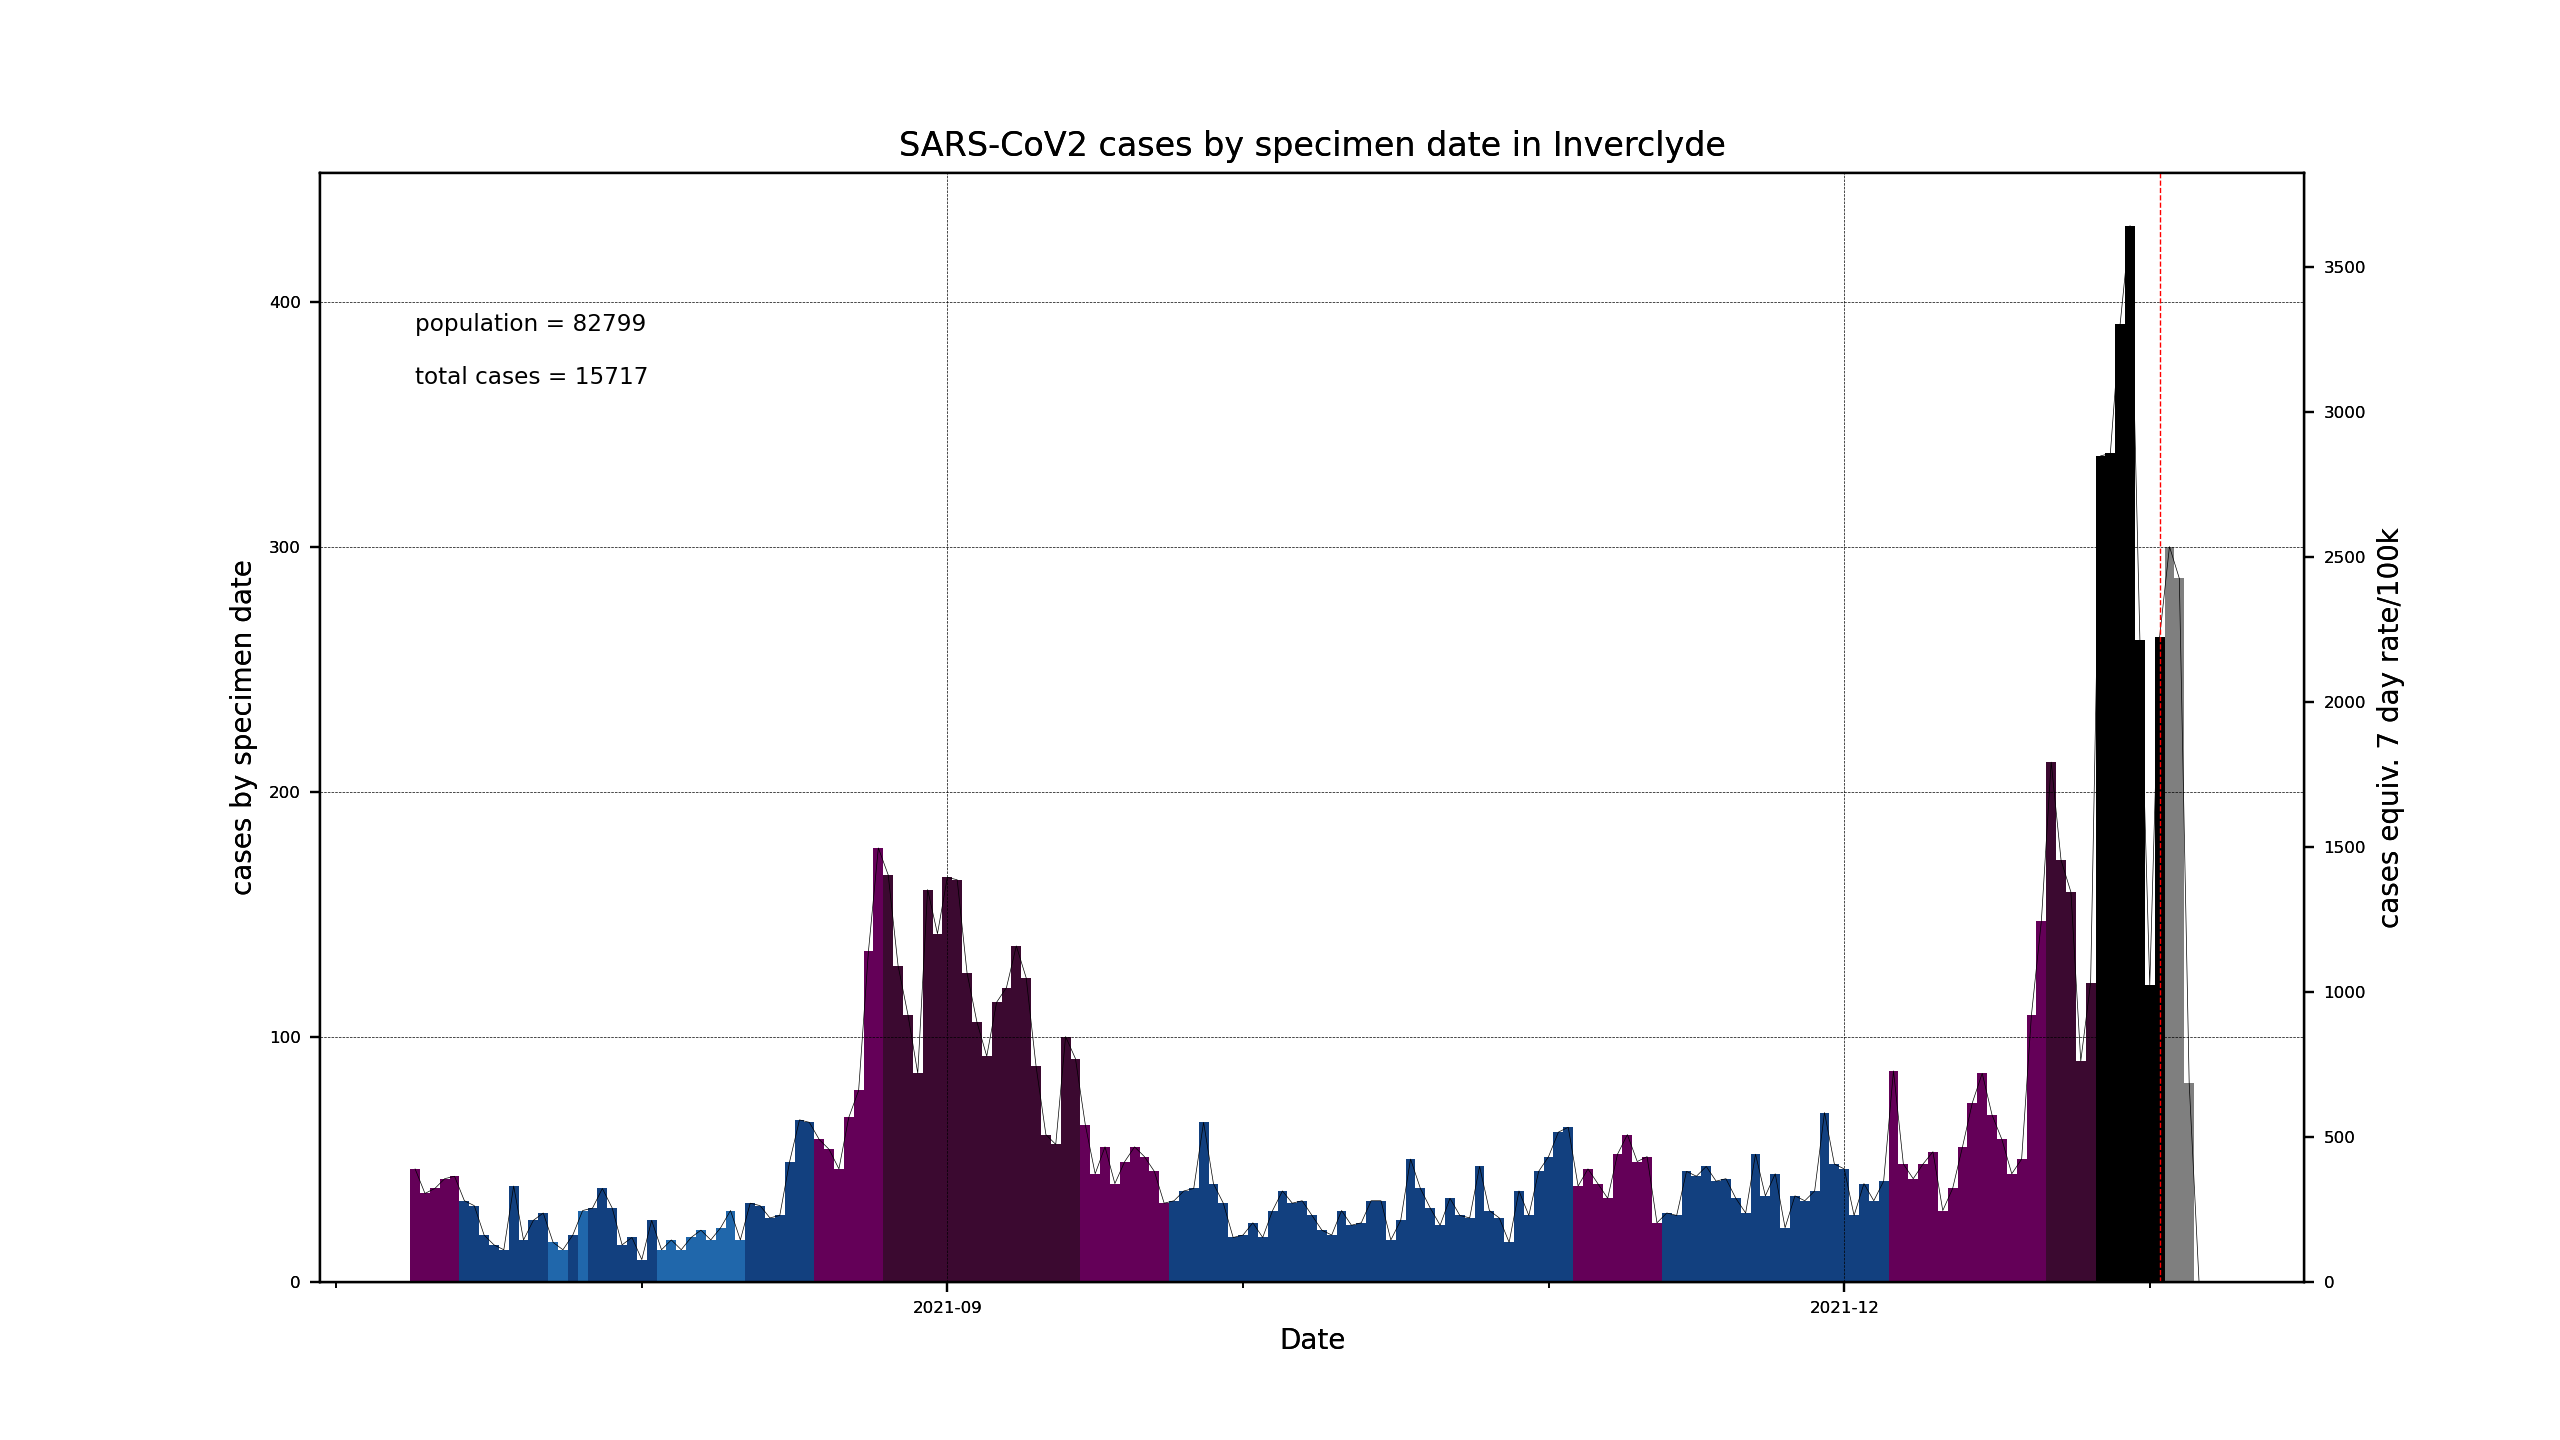 SARS-CoV2 cases by specimen date in Inverclyde
population = 82799
total cases = 15717
cases by specimen date
400
300
200
100
0
3500
3000
2500
2000
1500
1000
500
0
cases equiv. 7 day rate/100k
2021-09
2021-12
Date